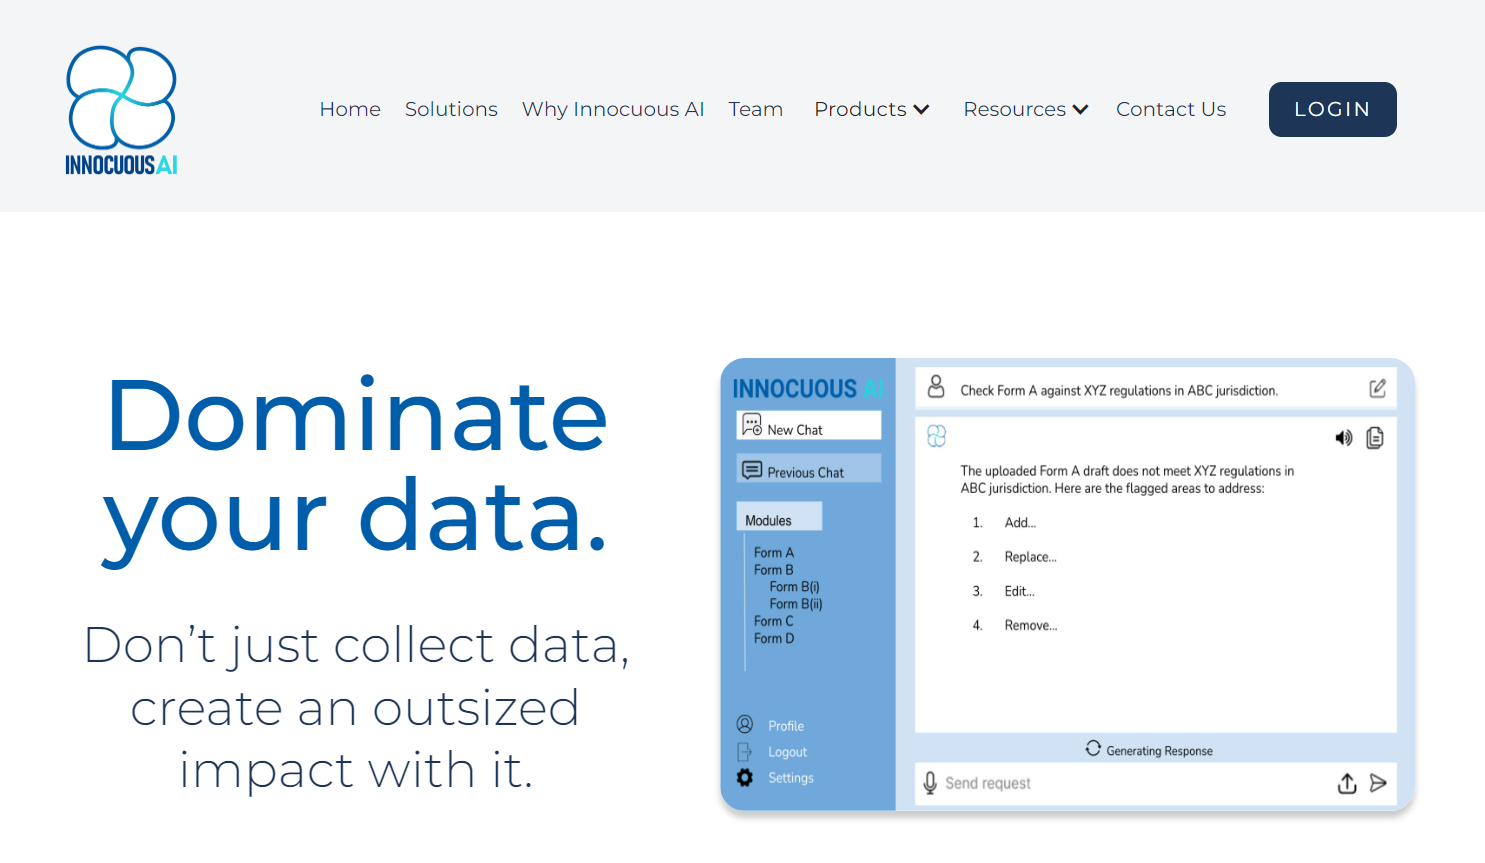 INNOCUOUS AI
Home Solutions Why Innocuous AI Team Products Resources Contact Us LOGIN
Dominate
your data.
Don’t just collect data,
create an outsized
impact with it.
INNOCUOUS AI
New Chat
Previous Chat
Modules
Form A
Form B
Form B(i)
Form B(ii)
Form C
Form D
Profile
Logout
Settings
Check Form A against XYZ regulations in ABC jurisdiction.
The uploaded Form A draft does not meet XYZ regulations in
ABC jurisdiction. Here are the flagged areas to address:
1. Add...
2. Replace...
3. Edit...
4. Remove...
Generating Response
Send request